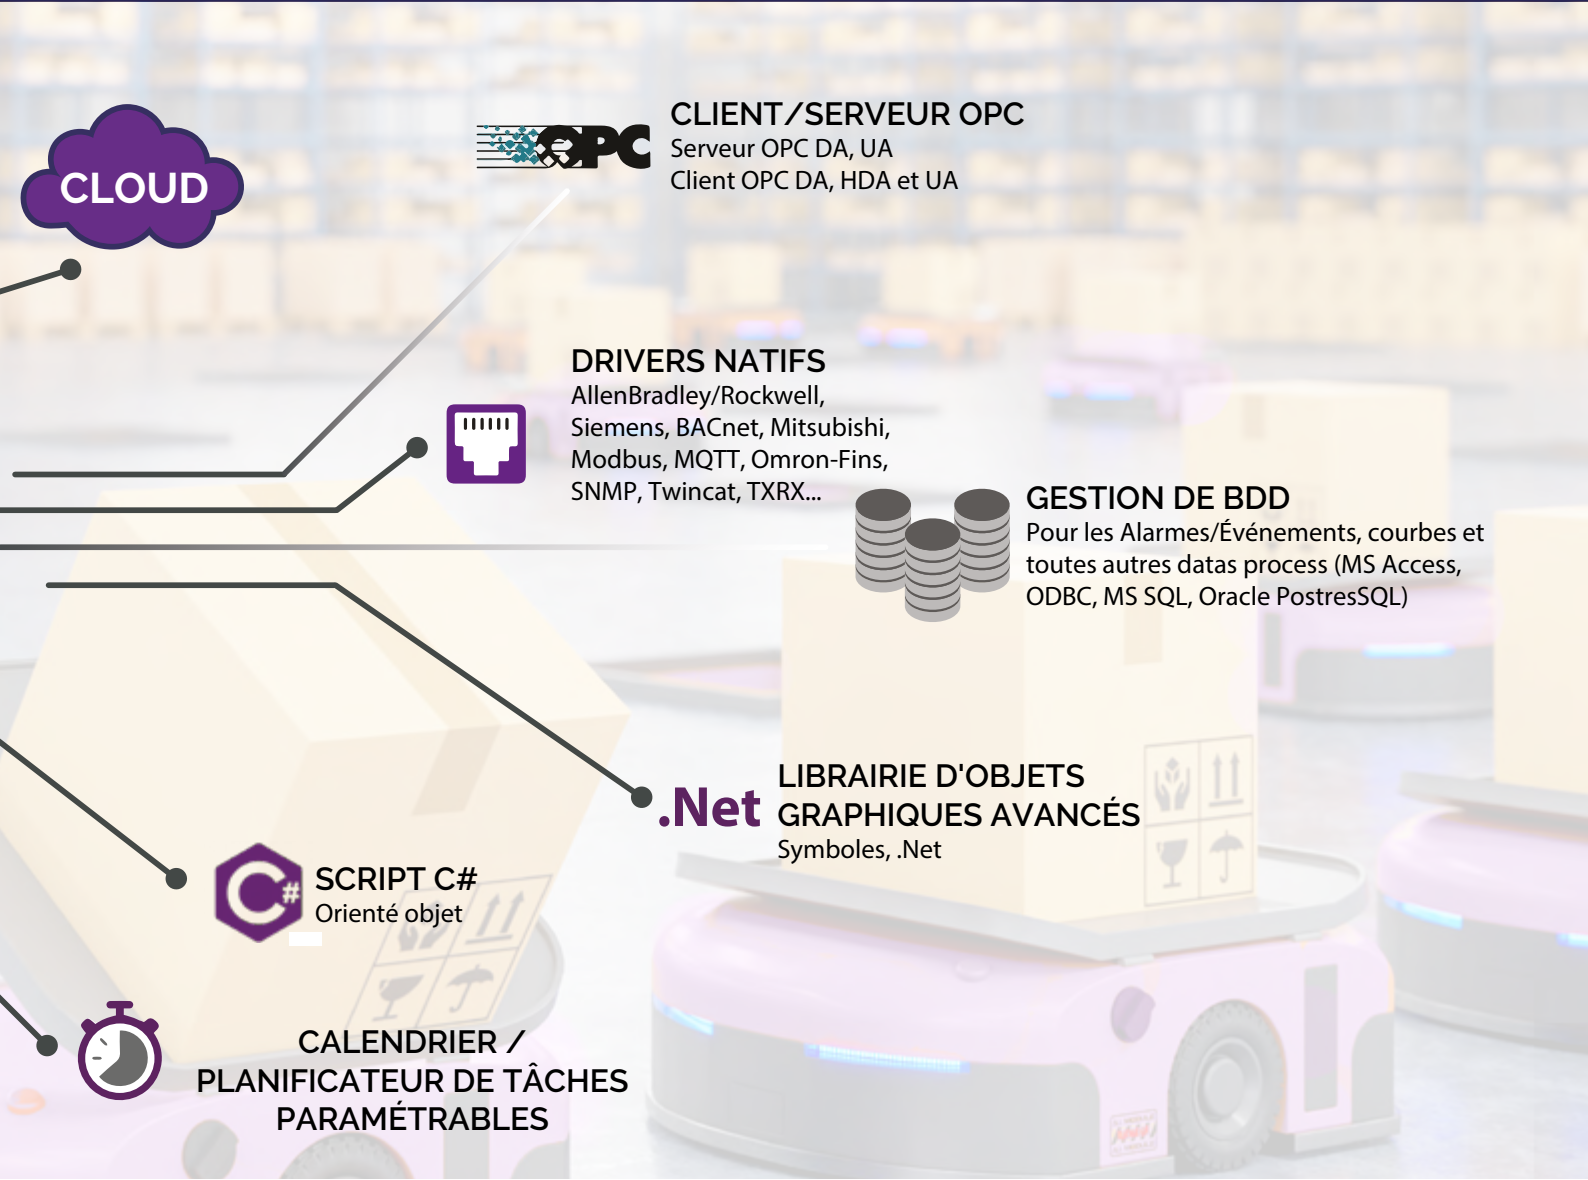 CLOUD
OPC
CLIENT/SERVEUR OPC
Serveur OPC DA, UA
Client OPC DA, HDA et UA
DRIVERS NATIFS
AllenBradley/Rockwell,
Siemens, BACnet, Mitsubishi,
Modbus, MQTT, Omron-Fins,
SNMP, Twincat, TXRX...
GESTION DE BDD
Pour les Alarmes/Événements, courbes et
toutes autres datas process (MS Access,
ODBC, MS SQL, Oracle PostresSQL)
.Net
LIBRAIRIE D'OBJETS
GRAPHIQUES AVANCÉS
Symboles, .Net
C#
SCRIPT C#
Orienté objet
CALENDRIER /
PLANIFICATEUR DE TÂCHES
PARAMÉTRABLES